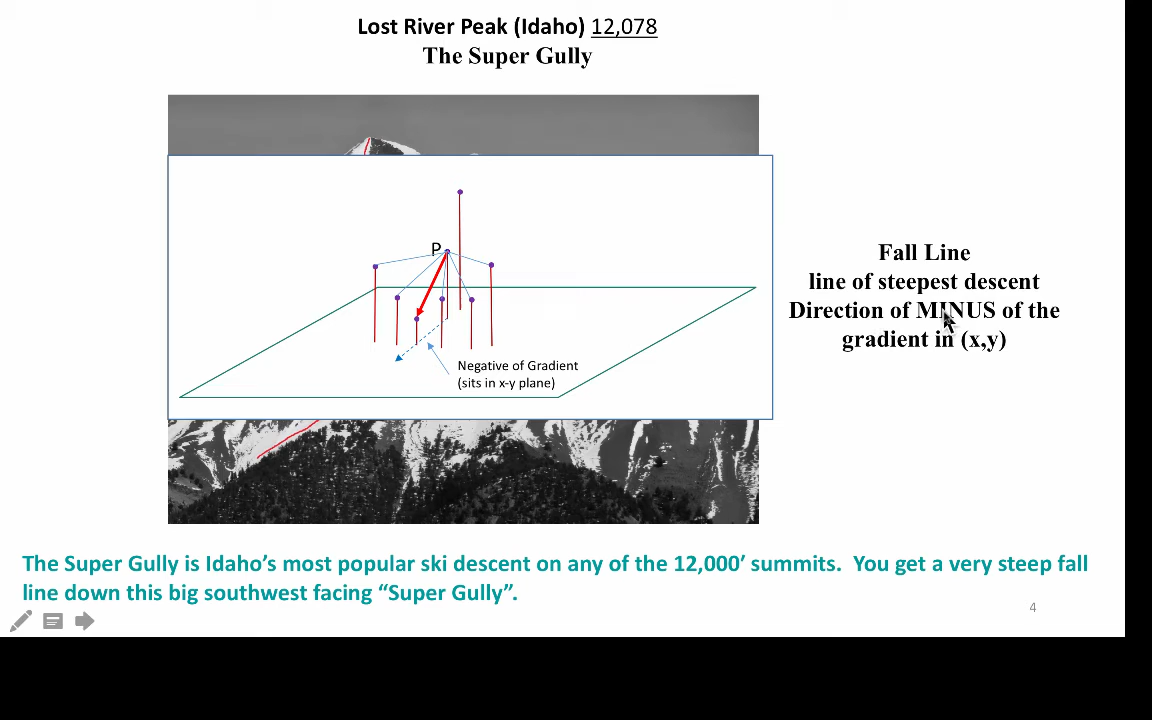 Lost River Peak (Idaho) 12,078
The Super Gully
P
Negative of Gradient
(sits in x-y plane)
Fall Line
line of steepest descent
Direction of MINUS of the
gradient in (x,y)
The Super Gully is Idaho’s most popular ski descent on any of the 12,000′ summits.  You get a very steep fall
line down this big southwest facing “Super Gully”.
4